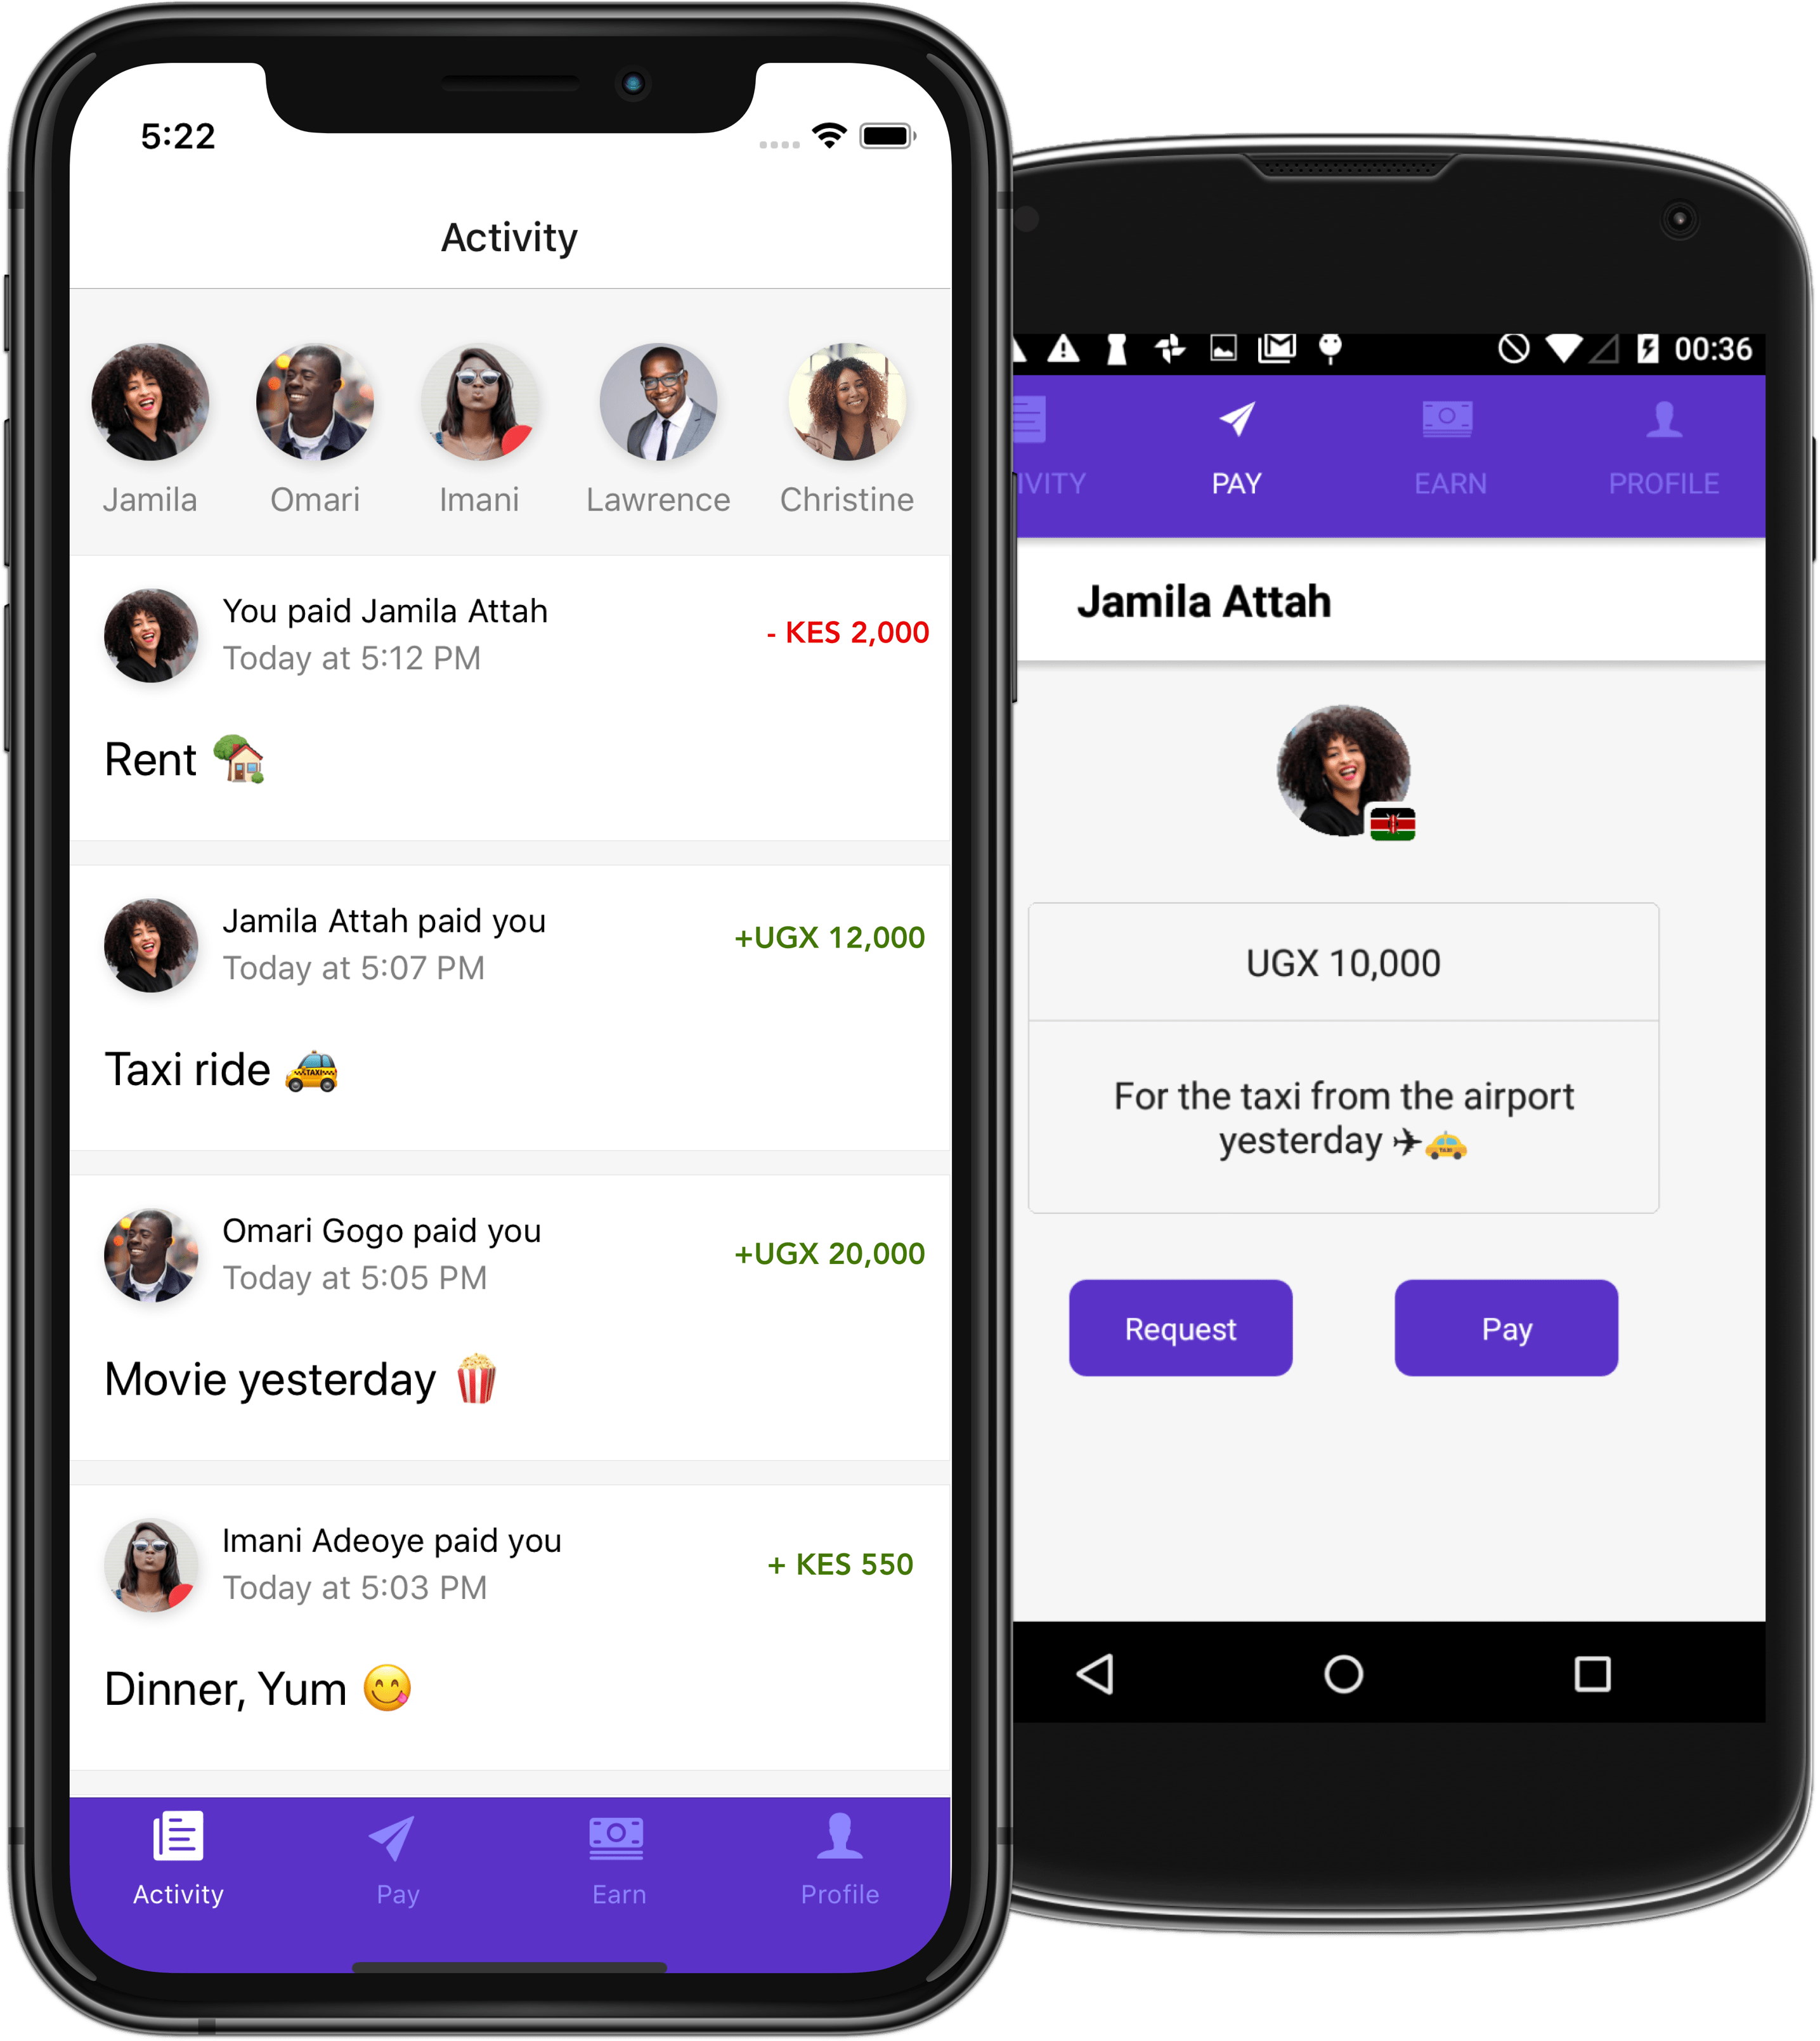 5:22
Activity
Jamila Omari Imani Lawrence Christine
You paid Jamila Attah
Today at 5:12 PM
- KES 2,000
Rent 🏡
Jamila Attah paid you
Today at 5:07 PM
+UGX 12,000
Taxi ride 🚕
TAXI
Omari Gogo paid you
Today at 5:05 PM
+UGX 20,000
Movie yesterday 🍿
Imani Adeoye paid you
Today at 5:03 PM
+ KES 550
Dinner, Yum 😋
Activity Pay Earn Profile
00:36
IVITY PAY EARN PROFILE
Jamila Attah
UGX 10,000
For the taxi from the airport
yesterday ✈🚕
TAXI
Request Pay